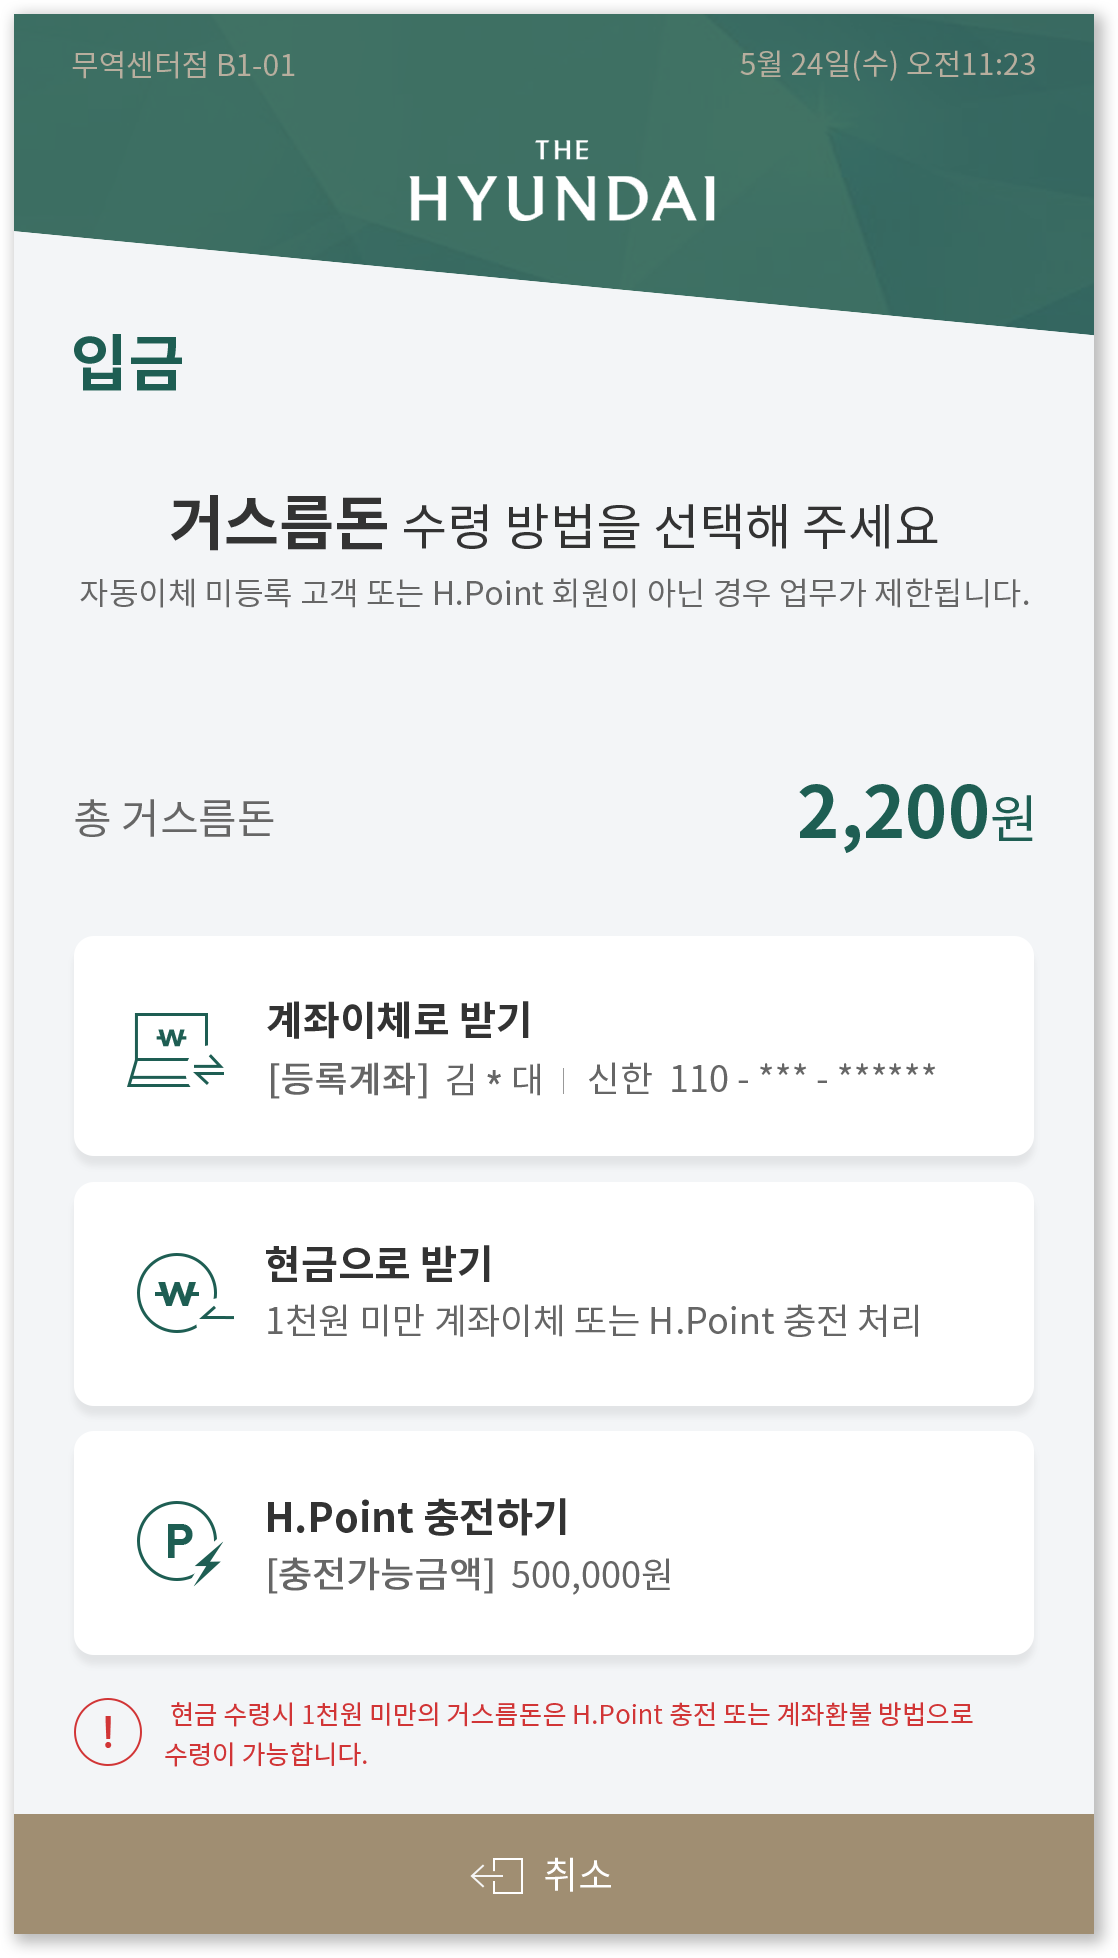 무역센터점 B1-01
5월 24일(수) 오전11:23
THE
HYUNDAI
입금
거스름돈 수령 방법을 선택해 주세요
자동이체 미등록 고객 또는 H.Point 회원이 아닌 경우 업무가 제한됩니다.
총 거스름돈
2,200원
계좌이체로 받기
[등록계좌] 김 * 대 | 신한 110 - *** - ******
현금으로 받기
1천원 미만 계좌이체 또는 H.Point 충전 처리
H.Point 충전하기
[충전가능금액] 500,000원
현금 수령시 1천원 미만의 거스름돈은 H.Point 충전 또는 계좌환불 방법으로
수령이 가능합니다.
취소